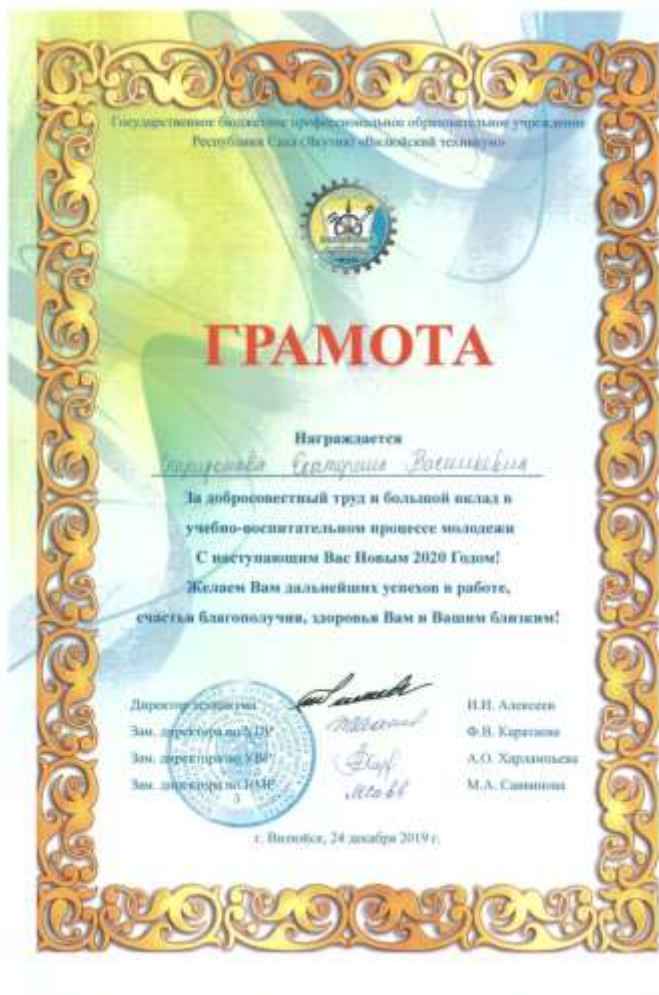 Государственное бюджетное профессиональное образовательное учреждение
Республики Саха (Якутия) «Вилюйский техникум»
ГРАМОТА
Награждается
Екатерина Васильевна
За добросовестный труд и большой вклад в
учебно-воспитательном процессе молодежи
С наступающим Вас Новым 2020 Годом!
Желаем Вам дальнейших успехов в работе,
счастья благополучия, здоровья Вам и Вашим близким!
Директор техникума И.И. Алексеев
Зам. директора по Ф.В. Каратаева
Зам. директора по УВР А.О. Харлампьева
Зам. директора по НМР М.А. Саввинова
г. Вилюйск, 24 декабря 2019 г.